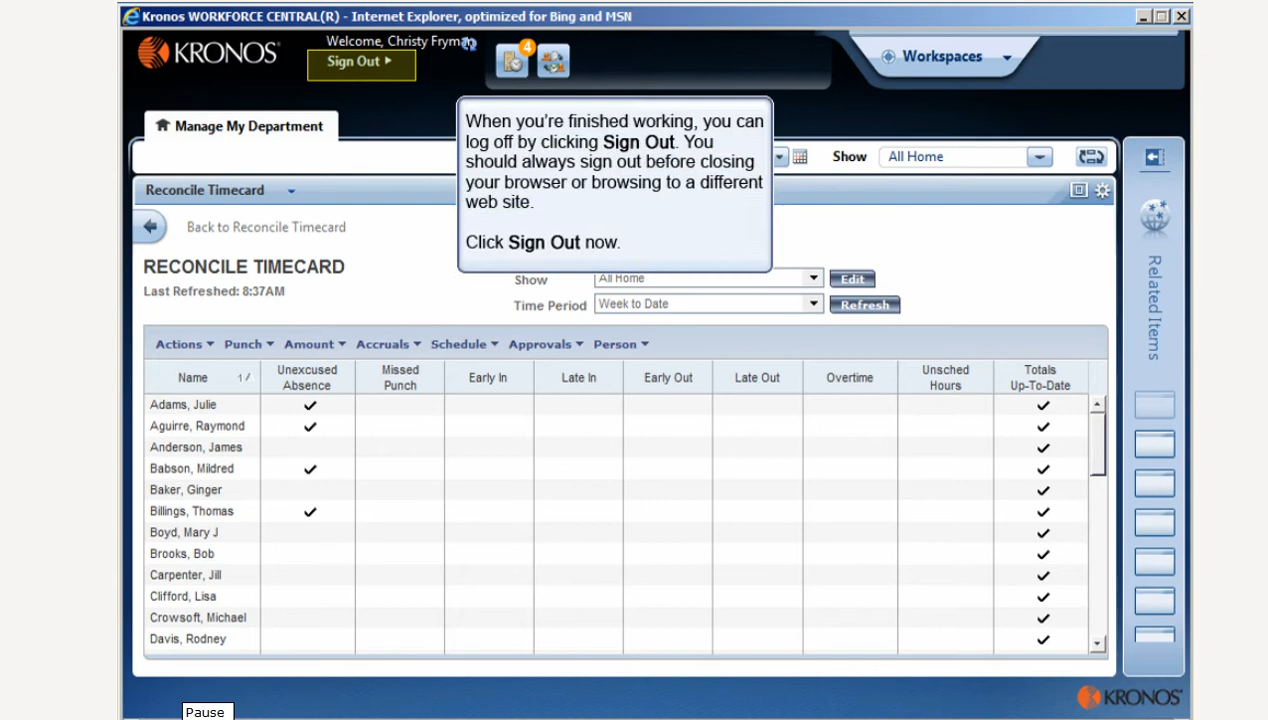 Kronos WORKFORCE CENTRAL(R) - Internet Explorer, optimized for Bing and MSN
KRONOS
Welcome, Christy Fryman
Sign Out
4
Workspaces
Manage My Department
When you're finished working, you can
log off by clicking Sign Out. You
should always sign out before closing
your browser or browsing to a different
web site.
Click Sign Out now.
Show All Home
Reconcile Timecard
Back to Reconcile Timecard
RECONCILE TIMECARD
Last Refreshed: 8:37AM
Show All Home Edit
Time Period Week to Date Refresh
Related Items
Actions Punch Amount Accruals Schedule Approvals Person
Name 1/ Unexcused Absence Missed Punch Early In Late In Early Out Late Out Overtime Unsched Hours Totals Up-To-Date
Adams, Julie
Aguirre, Raymond
Anderson, James
Babson, Mildred
Baker, Ginger
Billings, Thomas
Boyd, Mary J
Brooks, Bob
Carpenter, Jill
Clifford, Lisa
Crowsoft, Michael
Davis, Rodney
KRONOS
Pause